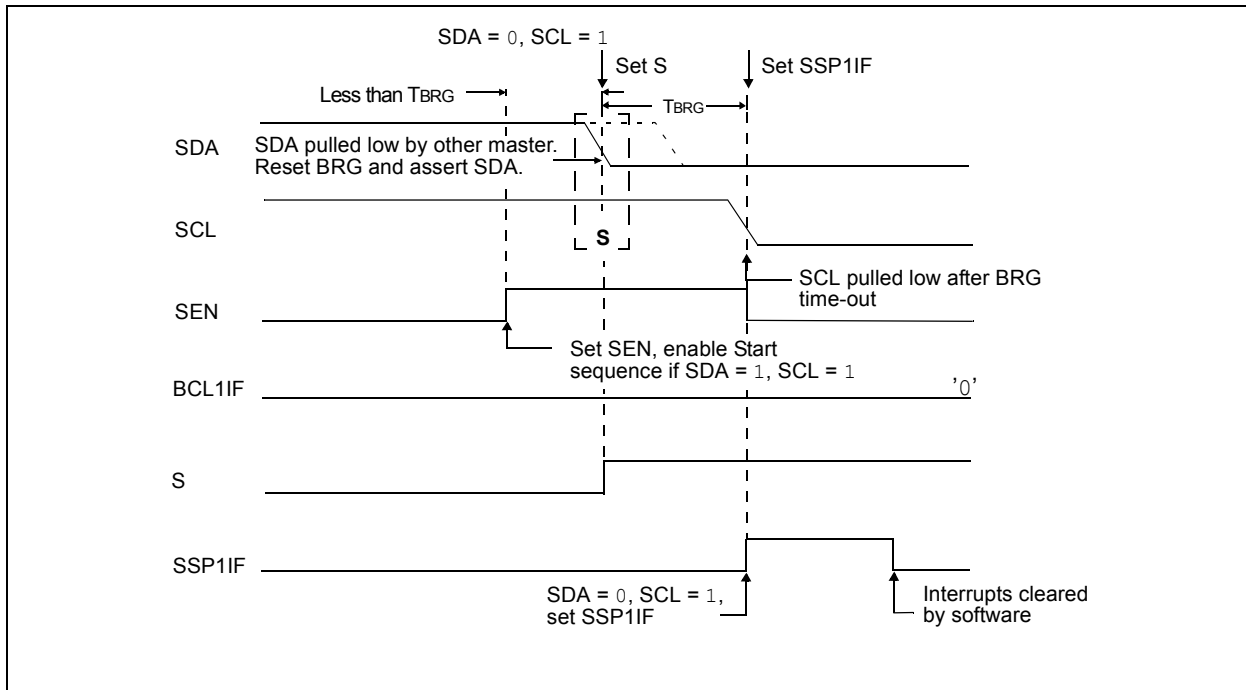 SDA = 0, SCL = 1
Set S
Set SSP1IF
Less than TBRG
TBRG
SDA
SDA pulled low by other master.
Reset BRG and assert SDA.
SCL
S
SCL pulled low after BRG
time-out
SEN
Set SEN, enable Start
sequence if SDA = 1, SCL = 1
BCL1IF
'0'
S
SSP1IF
SDA = 0, SCL = 1,
set SSP1IF
Interrupts cleared
by software